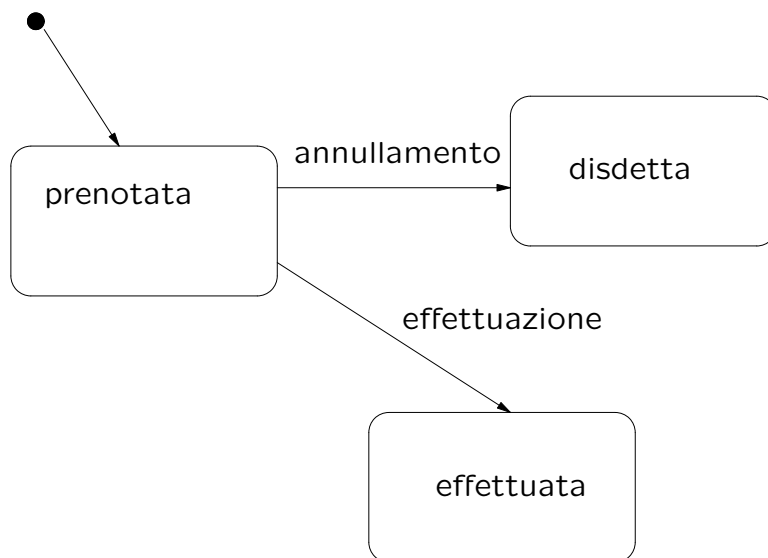 annullamento
disdetta
prenotata
effettuazione
effettuata